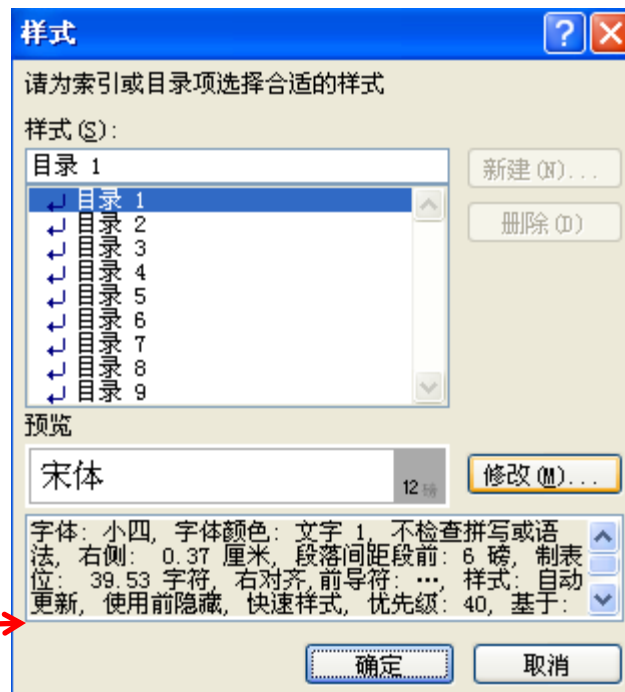 样式
请为索引或目录项选择合适的样式
样式(S):
目录 1
新建(N)...
目录 1
目录 2
删除(D)
目录 3
目录 4
目录 5
目录 6
目录 7
目录 8
目录 9
预览
宋体
12 磅
修改(M)...
字体: 小四, 字体颜色: 文字 1, 不检查拼写或语
法, 右侧: 0.37 厘米, 段落间距段前: 6 磅, 制表
位: 39.53 字符, 右对齐,前导符: …, 样式: 自动
更新, 使用前隐藏, 快速样式, 优先级: 40, 基于:
确定
取消